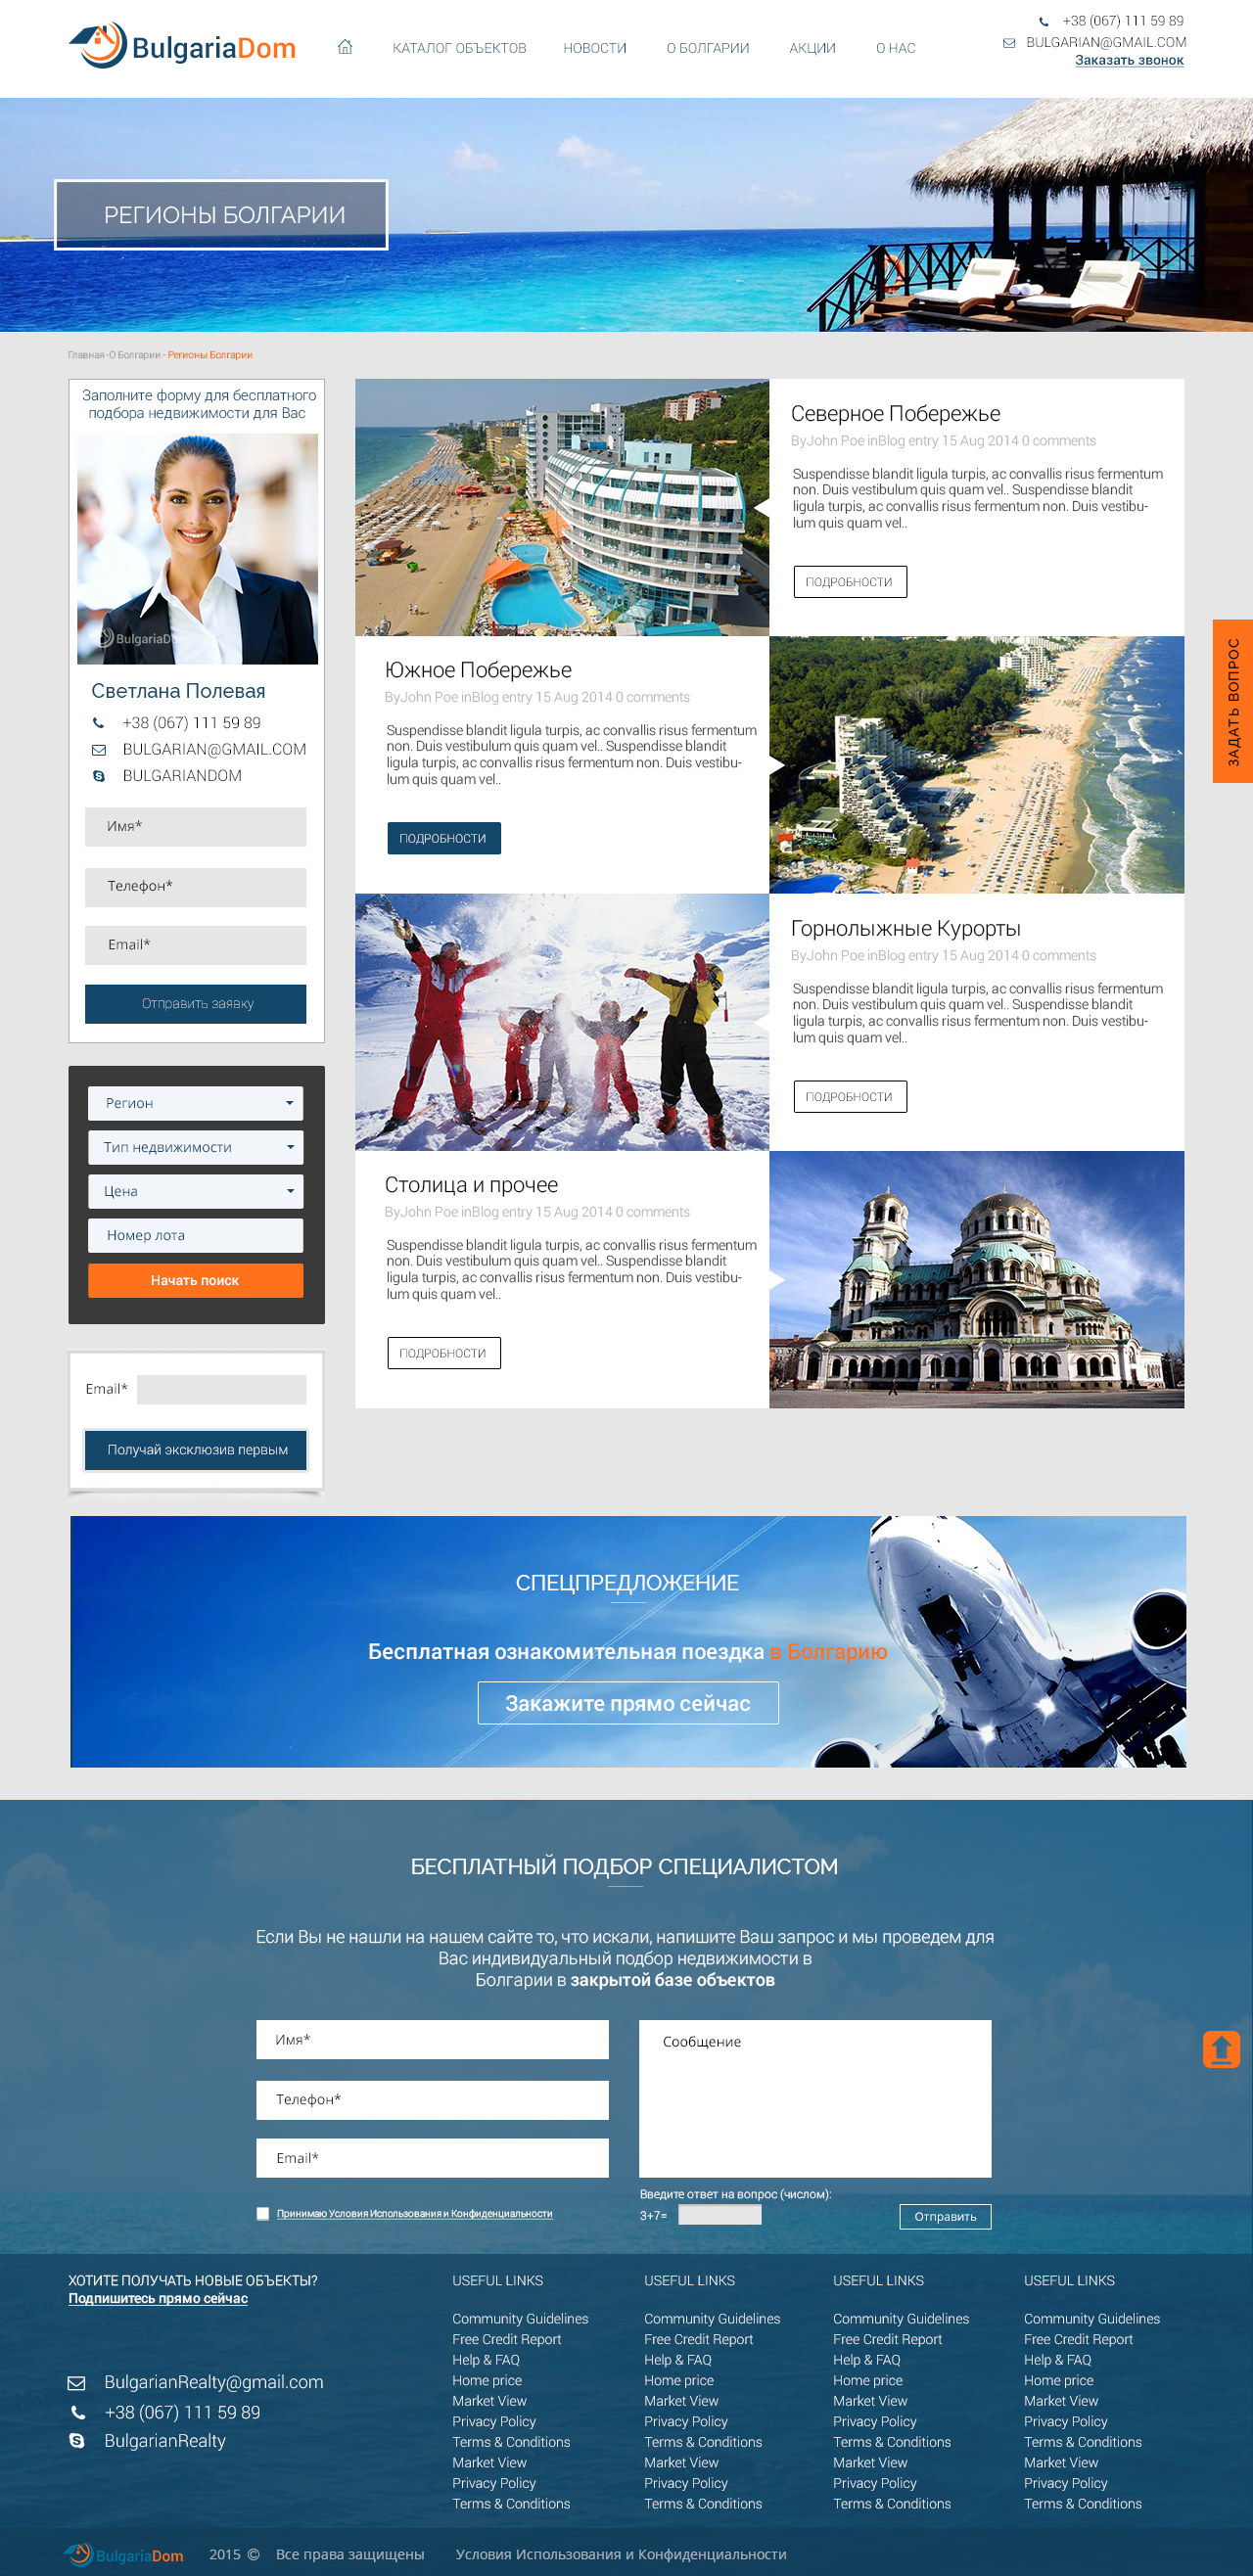 BulgariaDom
КАТАЛОГ ОБЪЕКТОВ
НОВОСТИ
О БОЛГАРИИ
АКЦИИ
О НАС
+38 (067) 111 59 89
BULGARIAN@GMAIL.COM
Заказать звонок
РЕГИОНЫ БОЛГАРИИ
Главная -О Болгарии - Регионы Болгарии
Заполните форму для бесплатного
подбора недвижимости для Вас
BulgariaDom
Светлана Полевая
+38 (067) 111 59 89
BULGARIAN@GMAIL.COM
BULGARIANDOM
Имя*
Телефон*
Email*
Отправить заявку
Регион
Тип недвижимости
Цена
Номер лота
Начать поиск
Email*
Получай эксклюзив первым
Северное Побережье
ByJohn Poe inBlog entry 15 Aug 2014 0 comments
Suspendisse blandit ligula turpis, ac convallis risus fermentum
non. Duis vestibulum quis quam vel.. Suspendisse blandit
ligula turpis, ac convallis risus fermentum non. Duis vestibu-
lum quis quam vel..
ПОДРОБНОСТИ
Южное Побережье
ByJohn Poe inBlog entry 15 Aug 2014 0 comments
Suspendisse blandit ligula turpis, ac convallis risus fermentum
non. Duis vestibulum quis quam vel.. Suspendisse blandit
ligula turpis, ac convallis risus fermentum non. Duis vestibu-
lum quis quam vel..
ПОДРОБНОСТИ
Горнолыжные Курорты
ByJohn Poe inBlog entry 15 Aug 2014 0 comments
Suspendisse blandit ligula turpis, ac convallis risus fermentum
non. Duis vestibulum quis quam vel.. Suspendisse blandit
ligula turpis, ac convallis risus fermentum non. Duis vestibu-
lum quis quam vel..
ПОДРОБНОСТИ
Столица и прочее
ByJohn Poe inBlog entry 15 Aug 2014 0 comments
Suspendisse blandit ligula turpis, ac convallis risus fermentum
non. Duis vestibulum quis quam vel.. Suspendisse blandit
ligula turpis, ac convallis risus fermentum non. Duis vestibu-
lum quis quam vel..
ПОДРОБНОСТИ
ЗАДАТЬ ВОПРОС
СПЕЦПРЕДЛОЖЕНИЕ
Бесплатная ознакомительная поездка в Болгарию
Закажите прямо сейчас
БЕСПЛАТНЫЙ ПОДБОР СПЕЦИАЛИСТОМ
Если Вы не нашли на нашем сайте то, что искали, напишите Ваш запрос и мы проведем для
Вас индивидуальный подбор недвижимости в
Болгарии в закрытой базе объектов
Имя*
Телефон*
Email*
Принимаю Условия Использования и Конфиденциальности
Сообщение
Введите ответ на вопрос (числом):
3+7=
Отправить
ХОТИТЕ ПОЛУЧАТЬ НОВЫЕ ОБЪЕКТЫ?
Подпишитесь прямо сейчас
BulgarianRealty@gmail.com
+38 (067) 111 59 89
BulgarianRealty
USEFUL LINKS
Community Guidelines
Free Credit Report
Help & FAQ
Home price
Market View
Privacy Policy
Terms & Conditions
Market View
Privacy Policy
Terms & Conditions
USEFUL LINKS
Community Guidelines
Free Credit Report
Help & FAQ
Home price
Market View
Privacy Policy
Terms & Conditions
Market View
Privacy Policy
Terms & Conditions
USEFUL LINKS
Community Guidelines
Free Credit Report
Help & FAQ
Home price
Market View
Privacy Policy
Terms & Conditions
Market View
Privacy Policy
Terms & Conditions
USEFUL LINKS
Community Guidelines
Free Credit Report
Help & FAQ
Home price
Market View
Privacy Policy
Terms & Conditions
Market View
Privacy Policy
Terms & Conditions
BulgariaDom
2015 © Все права защищены
Условия Использования и Конфиденциальности